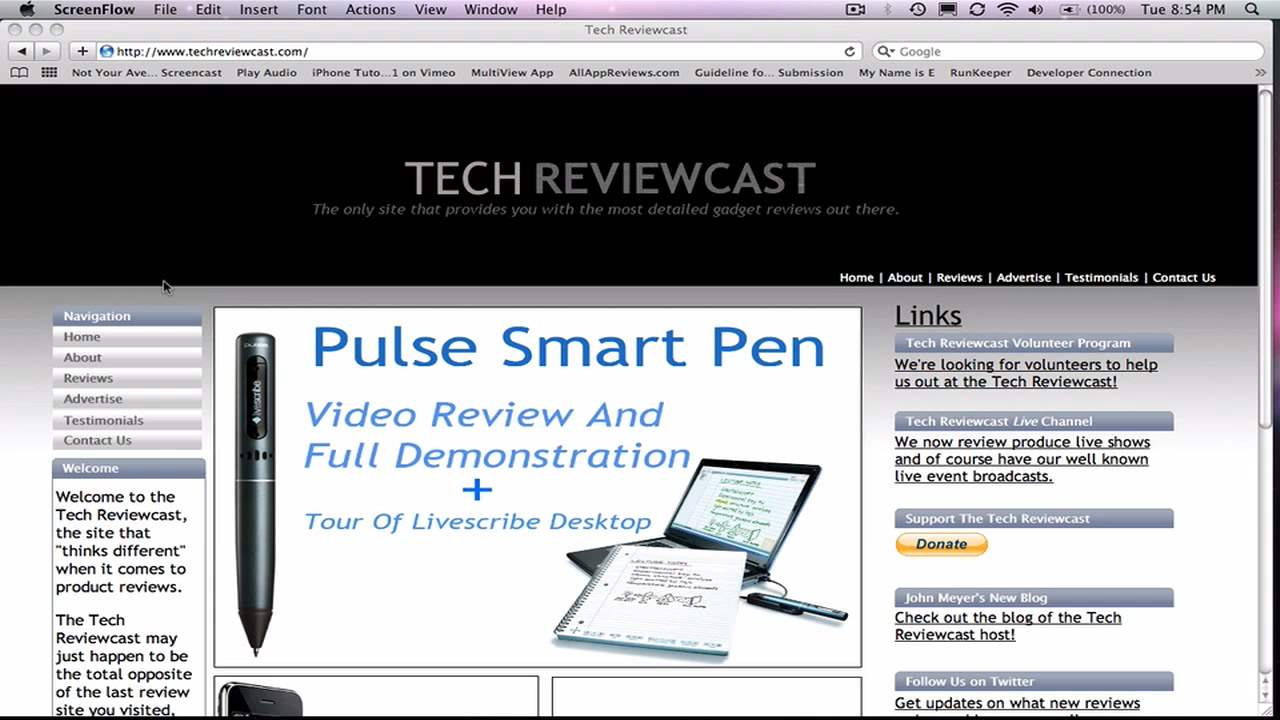 ScreenFlow File Edit Insert Font Actions View Window Help (100%) Tue 8:54 PM
Tech Reviewcast
http://www.techreviewcast.com/ Google
Not Your Ave... Screencast Play Audio iPhone Tuto...1 on Vimeo MultiView App AllAppReviews.com Guideline fo... Submission My Name is E RunKeeper Developer Connection
TECH REVIEWCAST
The only site that provides you with the most detailed gadget reviews out there.
Home | About | Reviews | Advertise | Testimonials | Contact Us
Navigation
Home
About
Reviews
Advertise
Testimonials
Contact Us
Welcome
Welcome to the
Tech Reviewcast,
the site that
"thinks different"
when it comes to
product reviews.
The Tech
Reviewcast may
just happen to be
the total opposite
of the last review
site you visited,
Pulse Smart Pen
Video Review And
Full Demonstration
+
Tour Of Livescribe Desktop
pulse
livescribe
LECTURE NOTES
LECTURE NOTES
Links
Tech Reviewcast Volunteer Program
We're looking for volunteers to help
us out at the Tech Reviewcast!
Tech Reviewcast Live Channel
We now review produce live shows
and of course have our well known
live event broadcasts.
Support The Tech Reviewcast
Donate
John Meyer's New Blog
Check out the blog of the Tech
Reviewcast host!
Follow Us on Twitter
Get updates on what new reviews